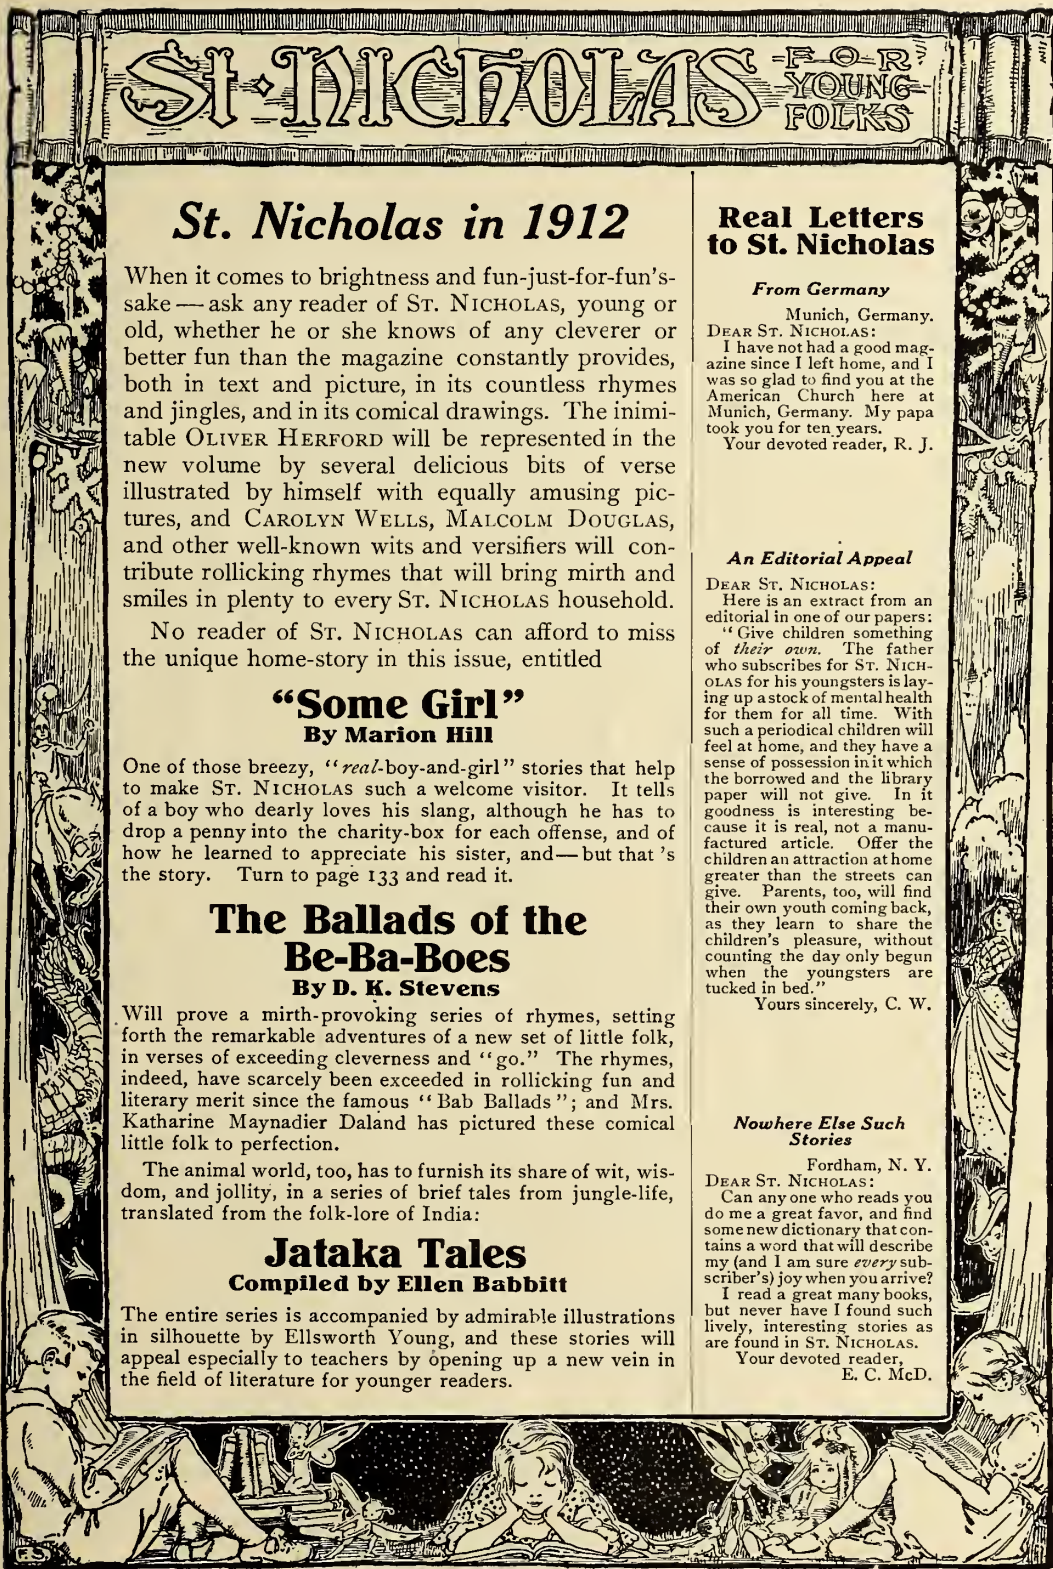 St. NICHOLAS
FOR
YOUNG
FOLKS
St. Nicholas in 1912
When it comes to brightness and fun-just-for-fun's-
sake — ask any reader of ST. NICHOLAS, young or
old, whether he or she knows of any cleverer or
better fun than the magazine constantly provides,
both in text and picture, in its countless rhymes
and jingles, and in its comical drawings. The inimi-
table OLIVER HERFORD will be represented in the
new volume by several delicious bits of verse
illustrated by himself with equally amusing pic-
tures, and CAROLYN WELLS, MALCOLM DOUGLAS,
and other well-known wits and versifiers will con-
tribute rollicking rhymes that will bring mirth and
smiles in plenty to every ST. NICHOLAS household.
No reader of ST. NICHOLAS can afford to miss
the unique home-story in this issue, entitled
“Some Girl”
By Marion Hill
One of those breezy, “real-boy-and-girl” stories that help
to make ST. NICHOLAS such a welcome visitor. It tells
of a boy who dearly loves his slang, although he has to
drop a penny into the charity-box for each offense, and of
how he learned to appreciate his sister, and — but that 's
the story. Turn to page 133 and read it.
The Ballads of the
Be-Ba-Boes
By D. K. Stevens
Will prove a mirth-provoking series of rhymes, setting
forth the remarkable adventures of a new set of little folk,
in verses of exceeding cleverness and “go.” The rhymes,
indeed, have scarcely been exceeded in rollicking fun and
literary merit since the famous “Bab Ballads”; and Mrs.
Katharine Maynadier Daland has pictured these comical
little folk to perfection.
The animal world, too, has to furnish its share of wit, wis-
dom, and jollity, in a series of brief tales from jungle-life,
translated from the folk-lore of India:
Jataka Tales
Compiled by Ellen Babbitt
The entire series is accompanied by admirable illustrations
in silhouette by Ellsworth Young, and these stories will
appeal especially to teachers by opening up a new vein in
the field of literature for younger readers.
Real Letters
to St. Nicholas
From Germany
Munich, Germany.
DEAR ST. NICHOLAS:
I have not had a good mag-
azine since I left home, and I
was so glad to find you at the
American Church here at
Munich, Germany. My papa
took you for ten years.
Your devoted reader, R. J.
An Editorial Appeal
DEAR ST. NICHOLAS:
Here is an extract from an
editorial in one of our papers:
“Give children something
of their own. The father
who subscribes for ST. NICH-
OLAS for his youngsters is lay-
ing up a stock of mental health
for them for all time. With
such a periodical children will
feel at home, and they have a
sense of possession in it which
the borrowed and the library
paper will not give. In it
goodness is interesting be-
cause it is real, not a manu-
factured article. Offer the
children an attraction at home
greater than the streets can
give. Parents, too, will find
their own youth coming back,
as they learn to share the
children's pleasure, without
counting the day only begun
when the youngsters are
tucked in bed.”
Yours sincerely, C. W.
Nowhere Else Such
Stories
Fordham, N. Y.
DEAR ST. NICHOLAS:
Can any one who reads you
do me a great favor, and find
some new dictionary that con-
tains a word that will describe
my (and I am sure every sub-
scriber's) joy when you arrive?
I read a great many books,
but never have I found such
lively, interesting stories as
are found in ST. NICHOLAS.
Your devoted reader,
E. C. McD.